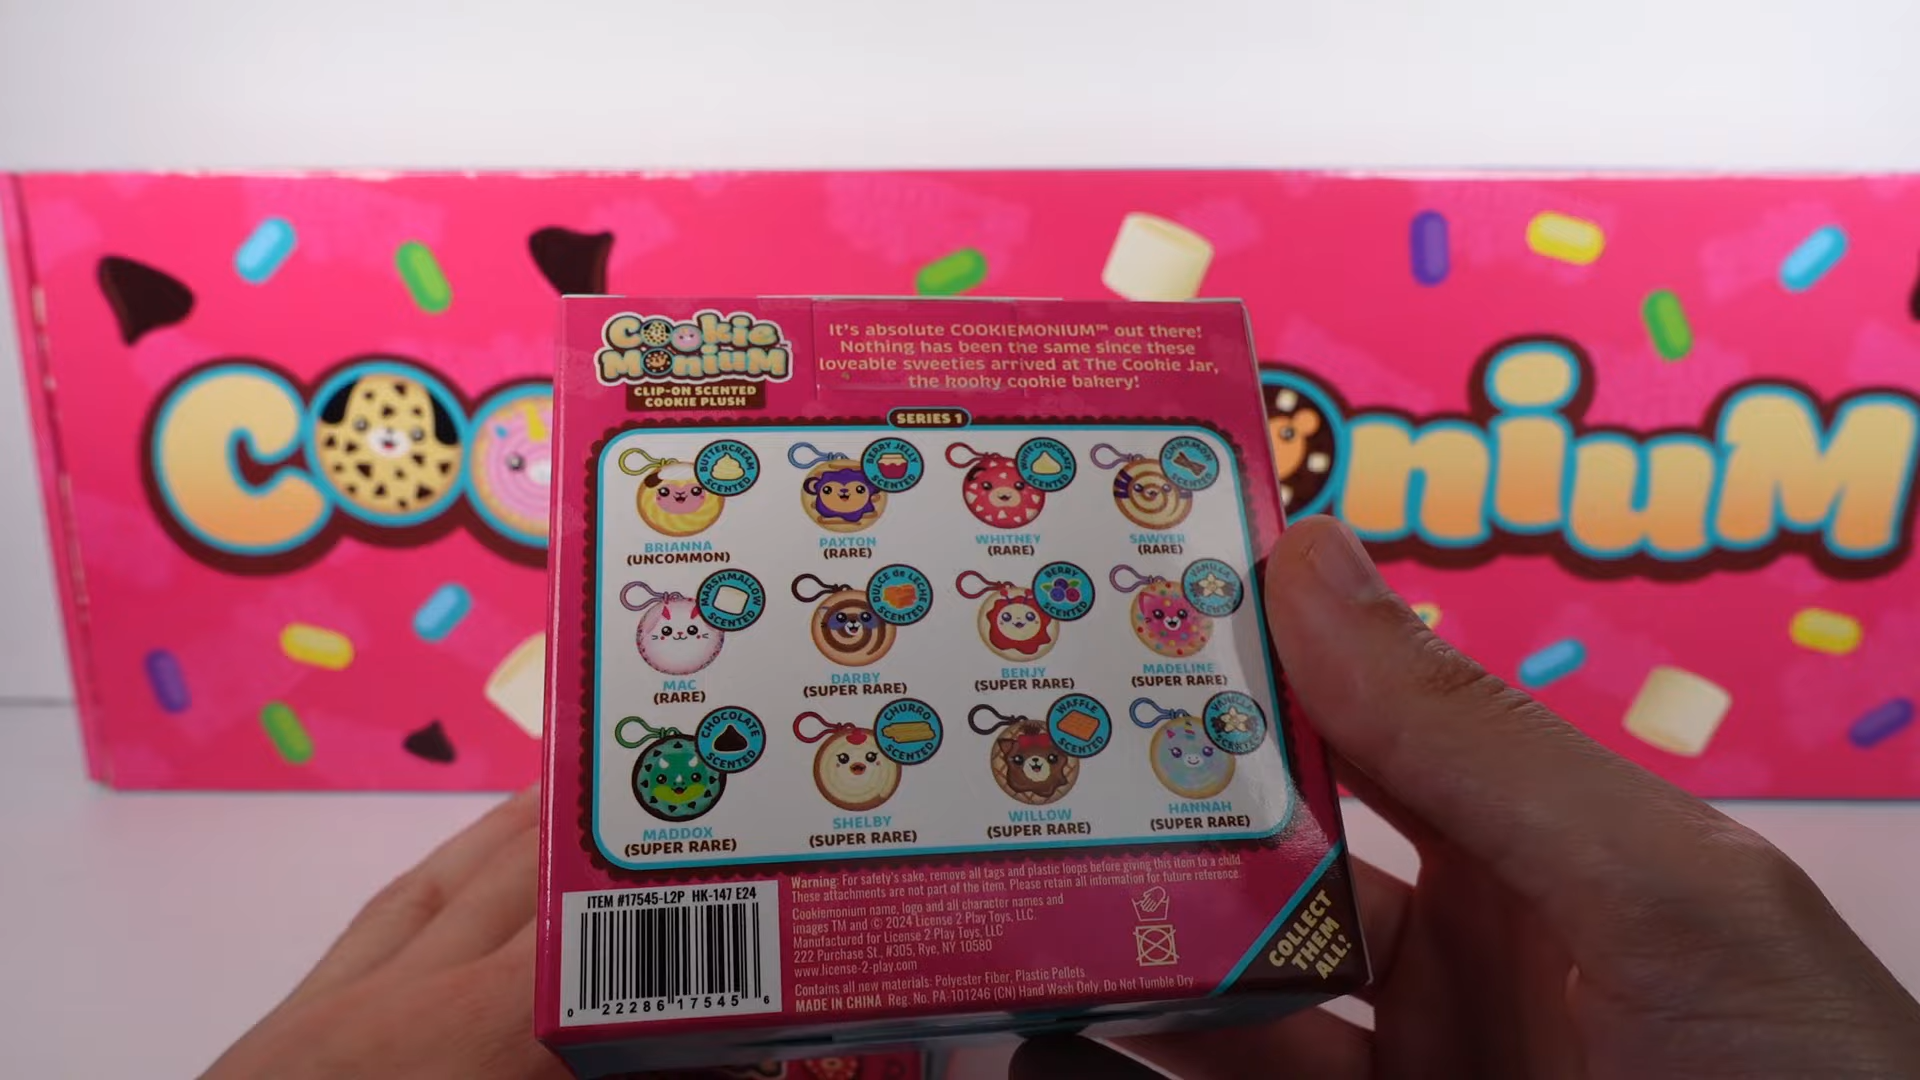 Cookie
MoniuM
CLIP-ON SCENTED
COOKIE PLUSH
It's absolute COOKIEMONIUM™ out there!
Nothing has been the same since these
loveable sweeties arrived at The Cookie Jar,
the kooky cookie bakery!
SERIES 1
BUTTERCREAM SCENTED
BERRY JELLY SCENTED
WHITE CHOCOLATE SCENTED
CINNAMON SCENTED
BRIANNA
(UNCOMMON)
PAXTON
(RARE)
WHITNEY
(RARE)
SAWYER
(RARE)
MARSHMALLOW SCENTED
DULCE de LECHE SCENTED
BERRY SCENTED
VANILLA SCENTED
MAC
(RARE)
DARBY
(SUPER RARE)
BENJY
(SUPER RARE)
MADELINE
(SUPER RARE)
CHOCOLATE SCENTED
CHURRO SCENTED
WAFFLE SCENTED
VANILLA SCENTED
MADDOX
(SUPER RARE)
SHELBY
(SUPER RARE)
WILLOW
(SUPER RARE)
HANNAH
(SUPER RARE)
ITEM #17545-L2P HK-147 E24
0 22286 17545 6
Warning: For safety's sake, remove all tags and plastic loops before giving this item to a child.
These attachments are not part of the item. Please retain all information for future reference.
Cookiemonium name, logo and all character names and
images TM and © 2024 License 2 Play Toys, LLC.
Manufactured for License 2 Play Toys, LLC
222 Purchase St., #305, Rye, NY 10580
www.license-2-play.com
Contains all new materials: Polyester Fiber, Plastic Pellets
MADE IN CHINA Reg. No. PA-101246 (CN) Hand Wash Only. Do Not Tumble Dry
COLLECT
THEM
ALL!
Coo
niuM